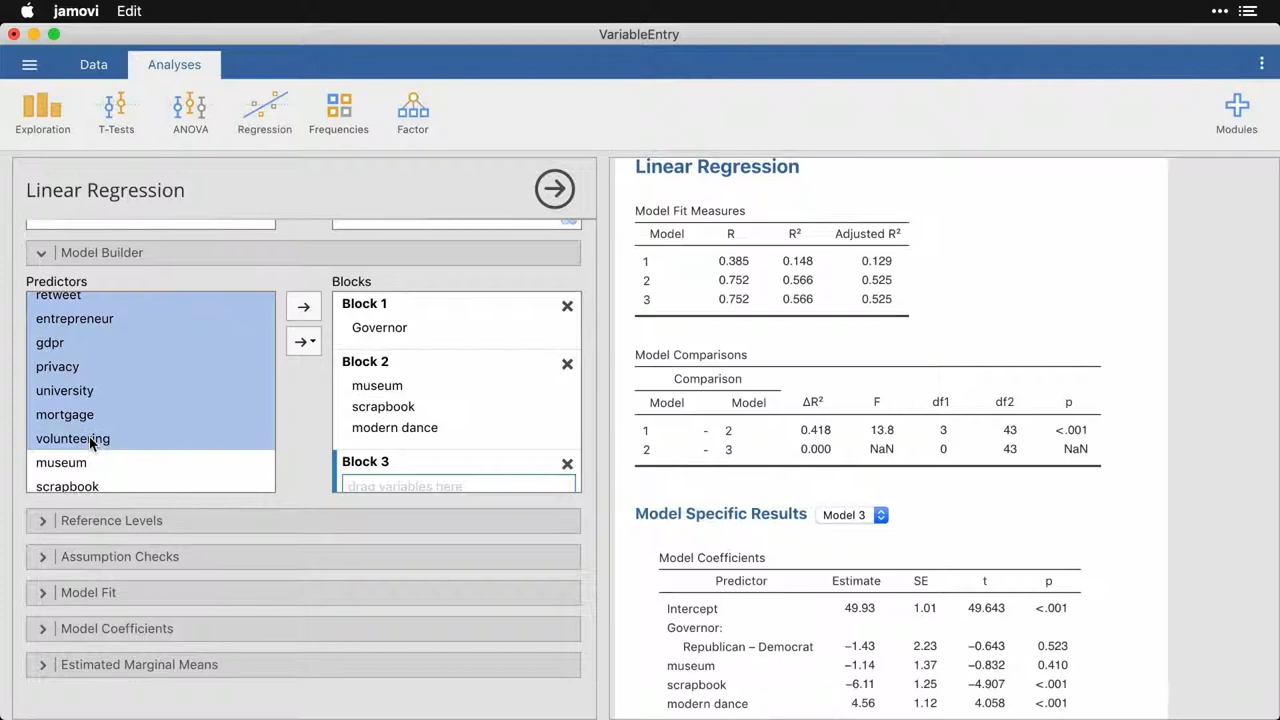 jamovi Edit
VariableEntry
Data Analyses
Exploration T-Tests ANOVA Regression Frequencies Factor Modules
Linear Regression
Model Builder
Predictors
retweet
entrepreneur
gdpr
privacy
university
mortgage
volunteering
museum
scrapbook
Blocks
Block 1
Governor
Block 2
museum
scrapbook
modern dance
Block 3
drag variables here
Reference Levels
Assumption Checks
Model Fit
Model Coefficients
Estimated Marginal Means
Linear Regression
Model Fit Measures
Model R R² Adjusted R²
1 0.385 0.148 0.129
2 0.752 0.566 0.525
3 0.752 0.566 0.525
Model Comparisons
Comparison
Model Model ΔR² F df1 df2 p
1 - 2 0.418 13.8 3 43 <.001
2 - 3 0.000 NaN 0 43 NaN
Model Specific Results Model 3
Model Coefficients
Predictor Estimate SE t p
Intercept 49.93 1.01 49.643 <.001
Governor:
Republican – Democrat −1.43 2.23 −0.643 0.523
museum −1.14 1.37 −0.832 0.410
scrapbook −6.11 1.25 −4.907 <.001
modern dance 4.56 1.12 4.058 <.001